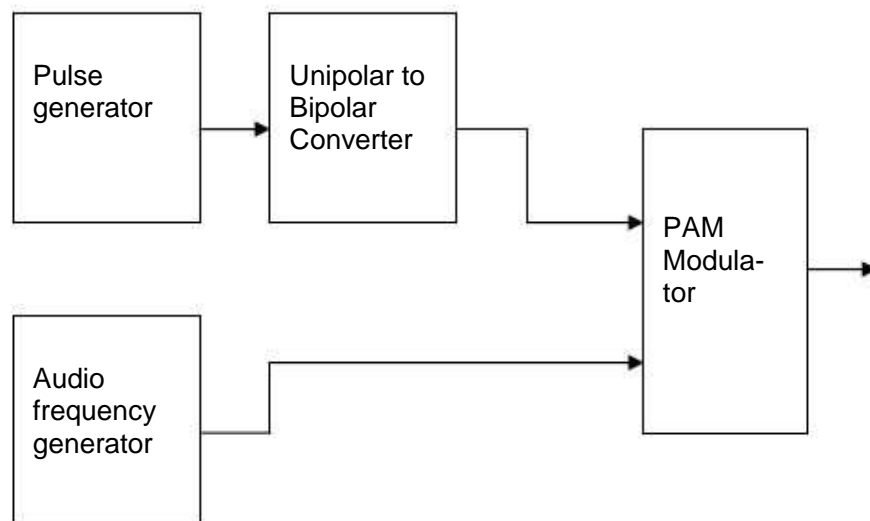 Pulse
generator
Unipolar to
Bipolar
Converter
PAM
Modula-
tor
Audio
frequency
generator